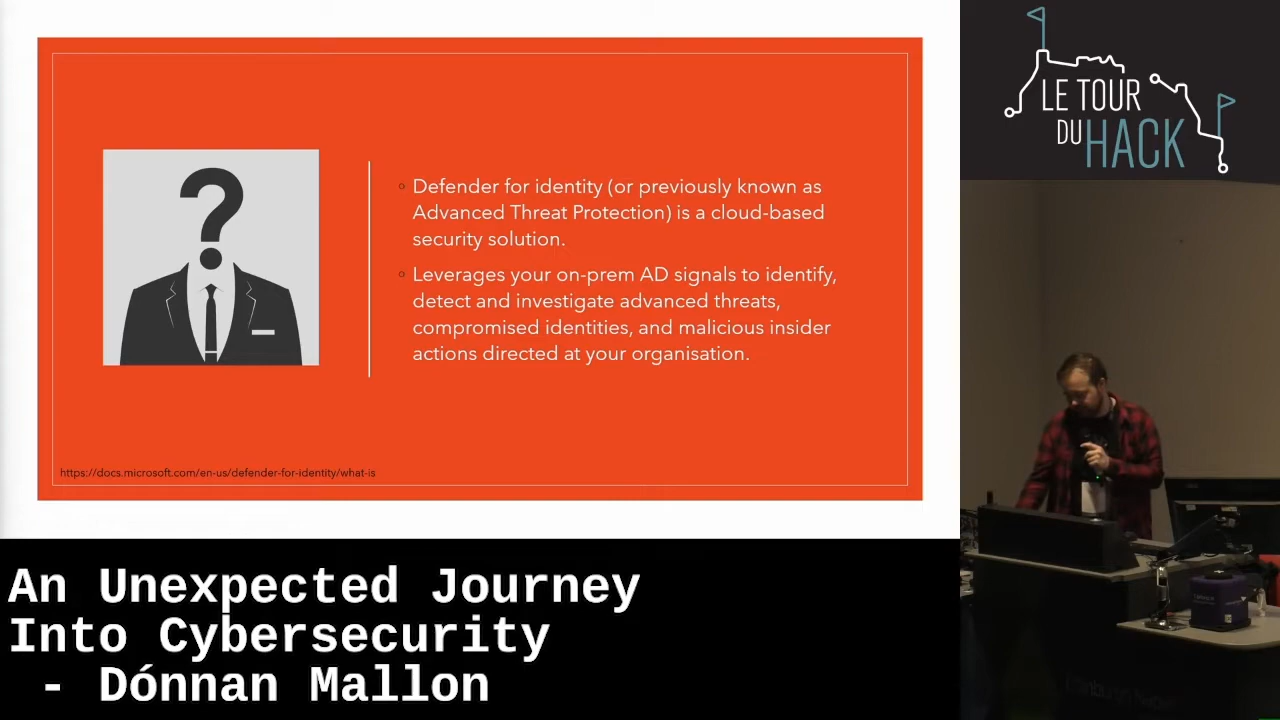 Defender for identity (or previously known as
Advanced Threat Protection) is a cloud-based
security solution.
Leverages your on-prem AD signals to identify,
detect and investigate advanced threats,
compromised identities, and malicious insider
actions directed at your organisation.
https://docs.microsoft.com/en-us/defender-for-identity/what-is
LE TOUR
DU HACK
An Unexpected Journey
Into Cybersecurity
- Dónnan Mallon